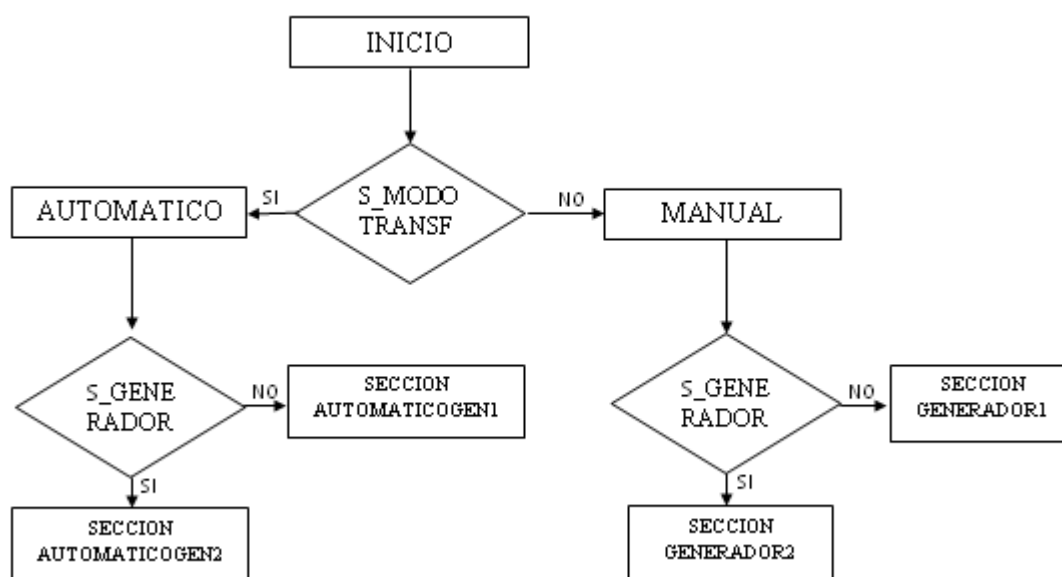 INICIO
S_MODO
TRANSF
SI
NO
AUTOMATICO
MANUAL
S_GENE
RADOR
NO
SECCION
AUTOMATICOGEN1
SI
SECCION
AUTOMATICOGEN2
S_GENE
RADOR
NO
SECCION
GENERADOR1
SI
SECCION
GENERADOR2